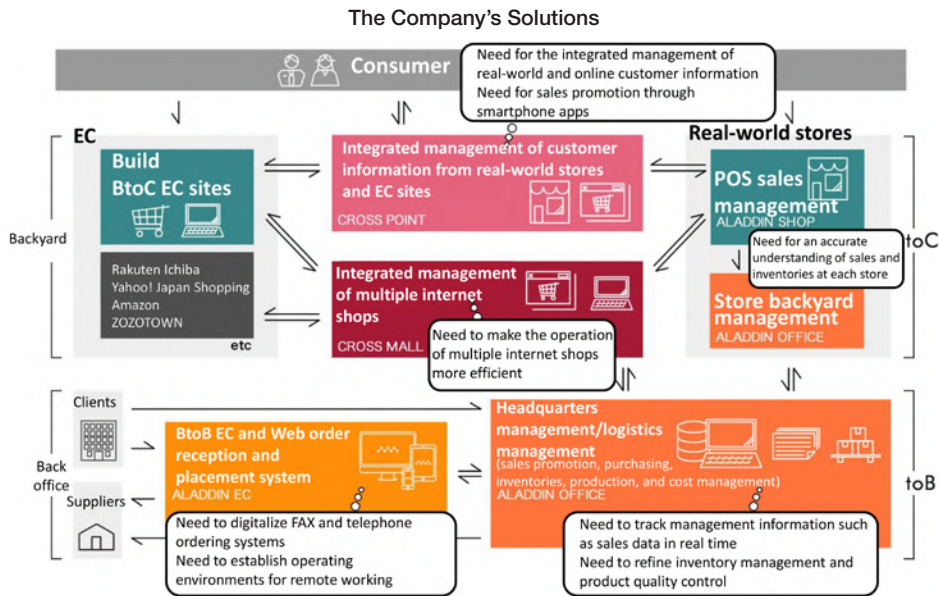 The Company's Solutions
Consumer
Need for the integrated management of
real-world and online customer information
Need for sales promotion through
smartphone apps
EC
Build
BtoC EC sites
Rakuten Ichiba
Yahoo! Japan Shopping
Amazon
ZOZOTOWN
etc
Integrated management of customer
information from real-world stores
and EC sites
CROSS POINT
Integrated management
of multiple internet
shops
CROSS MALL
Need to make the operation
of multiple internet shops
more efficient
Real-world stores
POS sales
management
ALADDIN SHOP
Need for an accurate
understanding of sales and
inventories at each store
Store backyard
management
ALADDIN OFFICE
Backyard
toC
Back
office
Clients
Suppliers
BtoB EC and Web order
reception and
placement system
ALADDIN EC
Need to digitalize FAX and telephone
ordering systems
Need to establish operating
environments for remote working
Headquarters
management/logistics
management
(sales promotion, purchasing,
inventories, production, and cost management)
ALADDIN OFFICE
Need to track management information such
as sales data in real time
Need to refine inventory management and
product quality control
toB